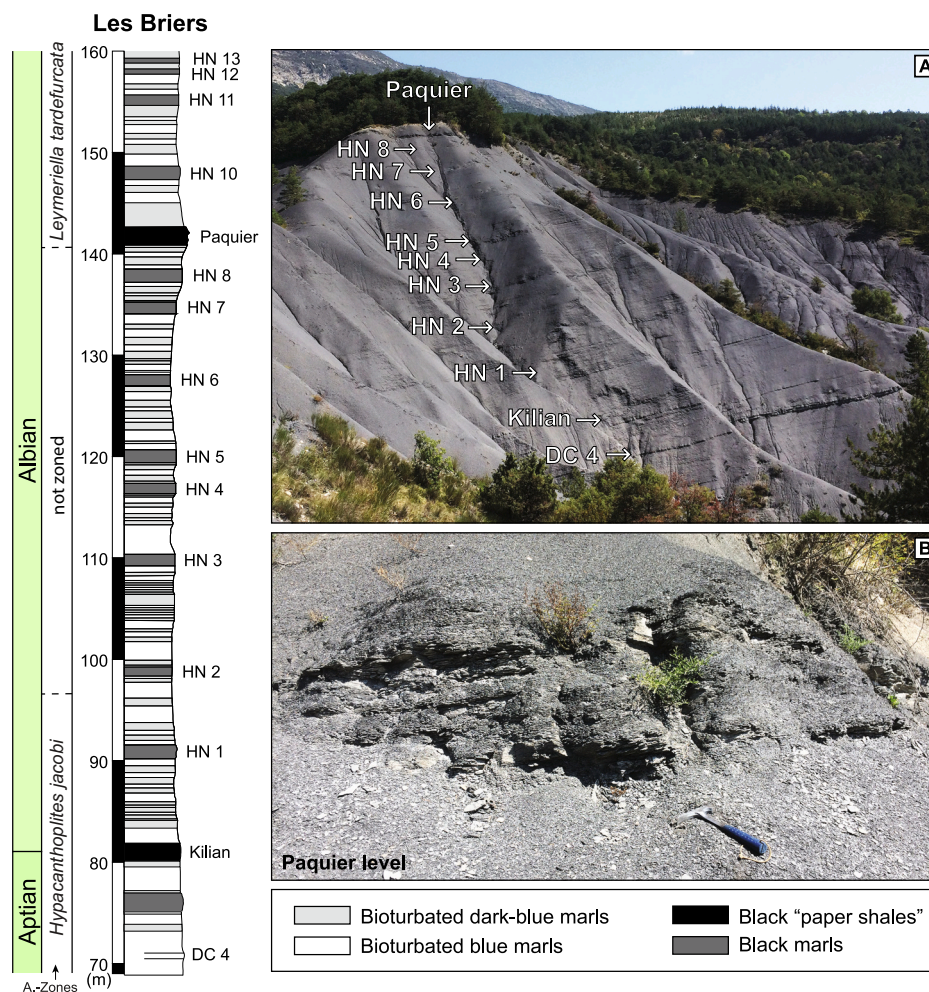 Les Briers
Albian
Aptian
Leymeriella tardefurcata
not zoned
Hypacanthoplites jacobi
A.-Zones
160
150
140
130
120
110
100
90
80
70
(m)
HN 13
HN 12
HN 11
HN 10
Paquier
HN 8
HN 7
HN 6
HN 5
HN 4
HN 3
HN 2
HN 1
Kilian
DC 4
A
Paquier
HN 8
HN 7
HN 6
HN 5
HN 4
HN 3
HN 2
HN 1
Kilian
DC 4
B
Paquier level
Bioturbated dark-blue marls
Bioturbated blue marls
Black “paper shales”
Black marls